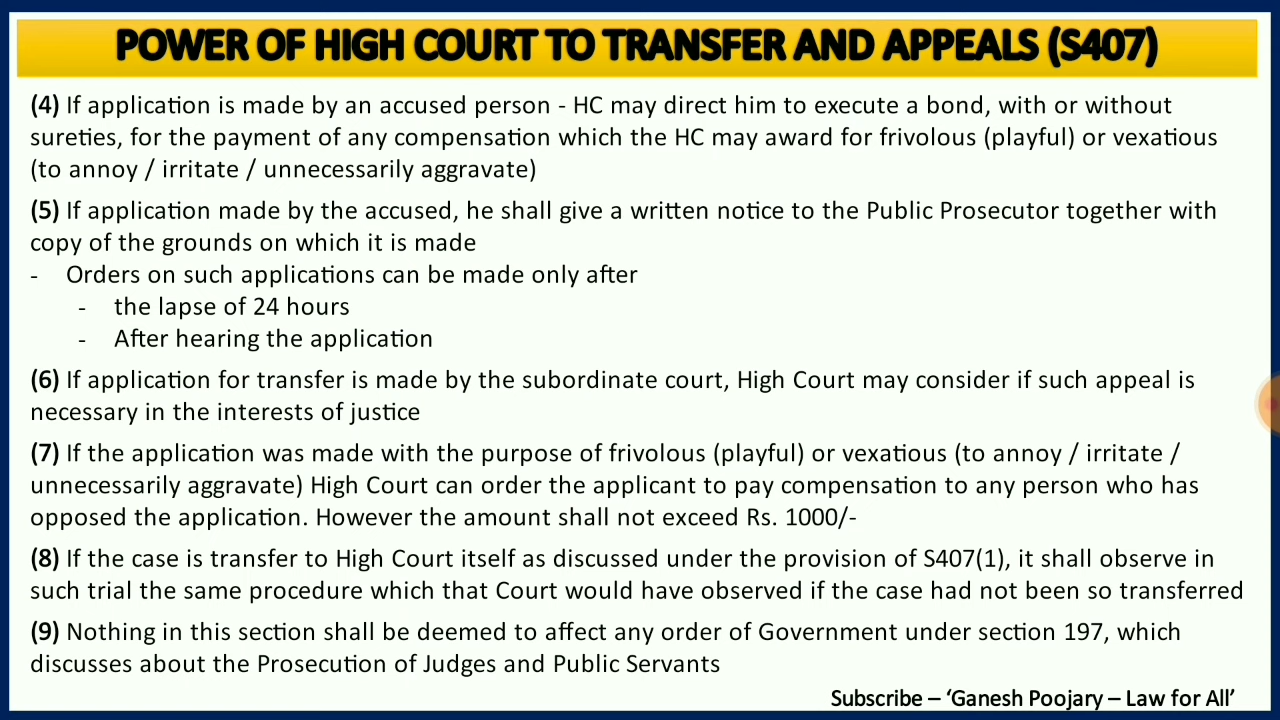 POWER OF HIGH COURT TO TRANSFER AND APPEALS (S407)
(4) If application is made by an accused person - HC may direct him to execute a bond, with or without
sureties, for the payment of any compensation which the HC may award for frivolous (playful) or vexatious
(to annoy / irritate / unnecessarily aggravate)
(5) If application made by the accused, he shall give a written notice to the Public Prosecutor together with
copy of the grounds on which it is made
- Orders on such applications can be made only after
- the lapse of 24 hours
- After hearing the application
(6) If application for transfer is made by the subordinate court, High Court may consider if such appeal is
necessary in the interests of justice
(7) If the application was made with the purpose of frivolous (playful) or vexatious (to annoy / irritate /
unnecessarily aggravate) High Court can order the applicant to pay compensation to any person who has
opposed the application. However the amount shall not exceed Rs. 1000/-
(8) If the case is transfer to High Court itself as discussed under the provision of S407(1), it shall observe in
such trial the same procedure which that Court would have observed if the case had not been so transferred
(9) Nothing in this section shall be deemed to affect any order of Government under section 197, which
discusses about the Prosecution of Judges and Public Servants
Subscribe – ‘Ganesh Poojary – Law for All’